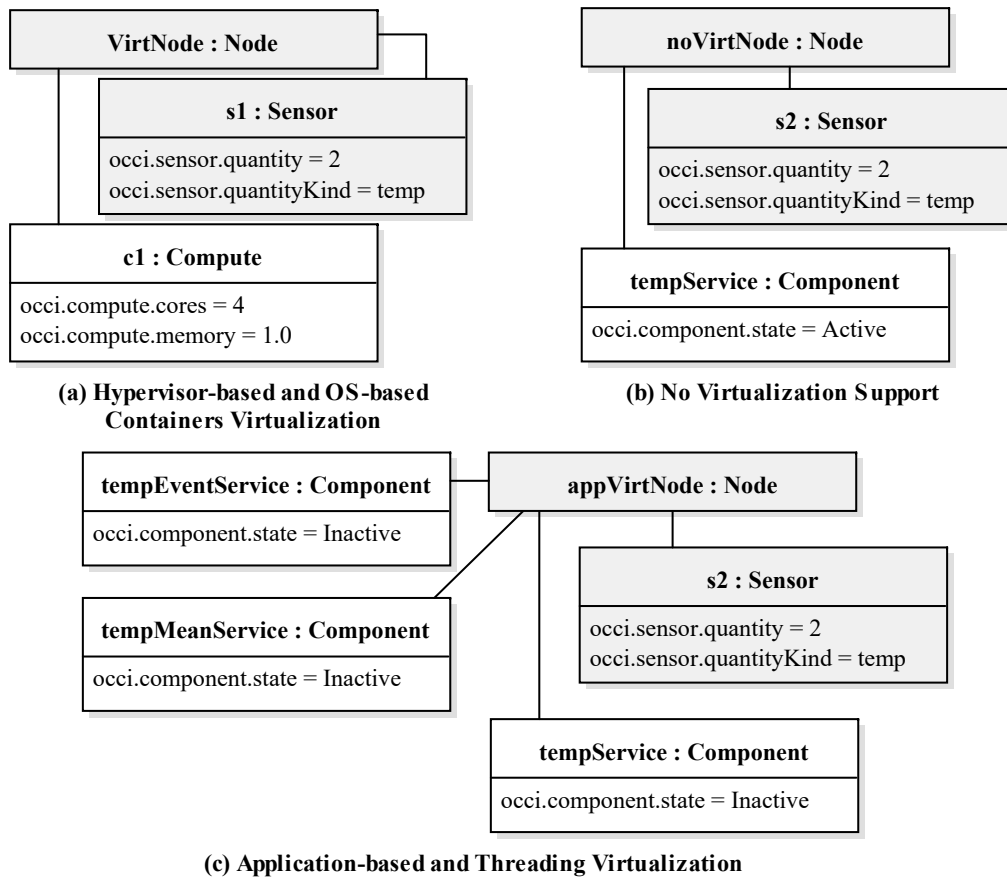 VirtNode : Node
s1 : Sensor
occi.sensor.quantity = 2
occi.sensor.quantityKind = temp
c1 : Compute
occi.compute.cores = 4
occi.compute.memory = 1.0
(a) Hypervisor-based and OS-based
Containers Virtualization
noVirtNode : Node
s2 : Sensor
occi.sensor.quantity = 2
occi.sensor.quantityKind = temp
tempService : Component
occi.component.state = Active
(b) No Virtualization Support
tempEventService : Component
occi.component.state = Inactive
appVirtNode : Node
s2 : Sensor
occi.sensor.quantity = 2
occi.sensor.quantityKind = temp
tempMeanService : Component
occi.component.state = Inactive
tempService : Component
occi.component.state = Inactive
(c) Application-based and Threading Virtualization